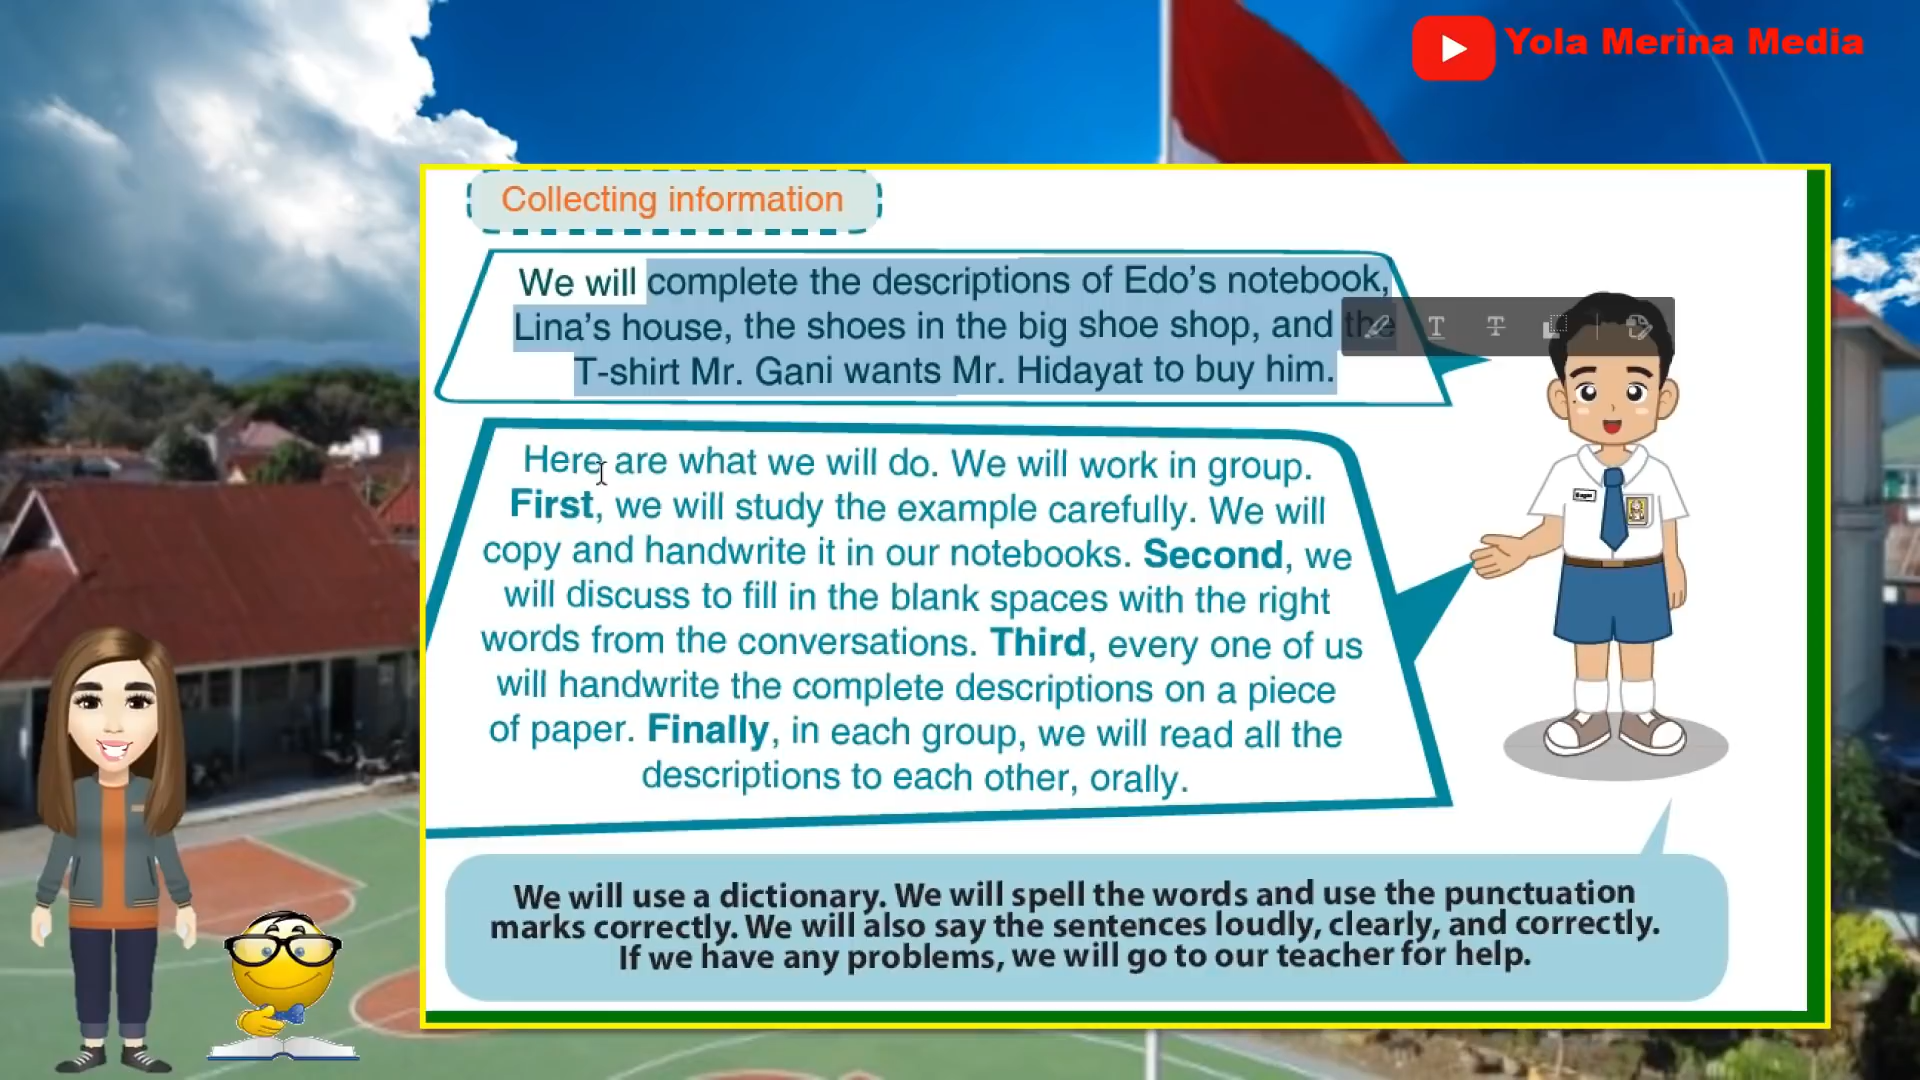 Yola Merina Media
Collecting information
We will complete the descriptions of Edo's notebook,
Lina's house, the shoes in the big shoe shop, and the
T-shirt Mr. Gani wants Mr. Hidayat to buy him.
Here are what we will do. We will work in group.
First, we will study the example carefully. We will
copy and handwrite it in our notebooks. Second, we
will discuss to fill in the blank spaces with the right
words from the conversations. Third, every one of us
will handwrite the complete descriptions on a piece
of paper. Finally, in each group, we will read all the
descriptions to each other, orally.
We will use a dictionary. We will spell the words and use the punctuation
marks correctly. We will also say the sentences loudly, clearly, and correctly.
If we have any problems, we will go to our teacher for help.